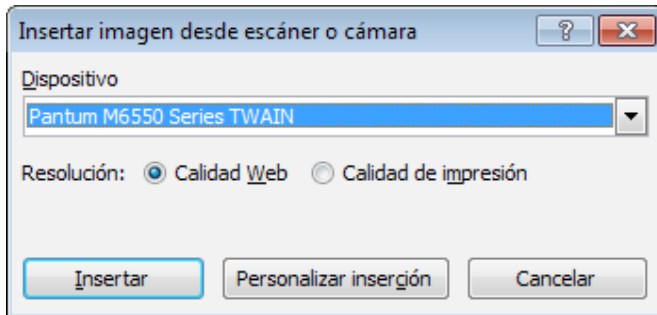 Insertar imagen desde escáner o cámara
Dispositivo
Pantum M6550 Series TWAIN
Resolución: Calidad Web Calidad de impresión
Insertar Personalizar inserción Cancelar